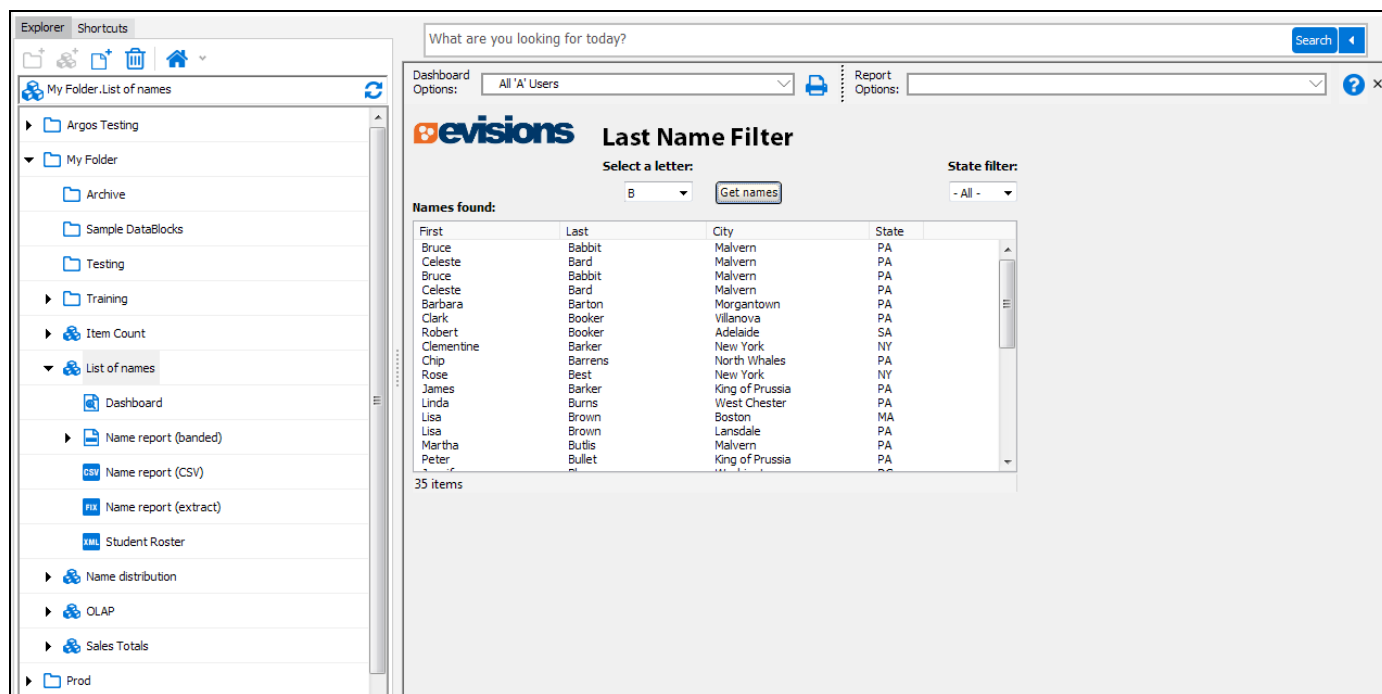 Explorer Shortcuts
What are you looking for today?
Search
My Folder.List of names
Dashboard Options: All 'A' Users
Report Options:
Argos Testing
My Folder
Archive
Sample DataBlocks
Testing
Training
Item Count
List of names
Dashboard
Name report (banded)
CSV Name report (CSV)
FIX Name report (extract)
XML Student Roster
Name distribution
OLAP
Sales Totals
Prod
evisions Last Name Filter
Select a letter: State filter:
B Get names - All -
Names found:
First Last City State
Bruce Babbit Malvern PA
Celeste Bard Malvern PA
Bruce Babbit Malvern PA
Celeste Bard Malvern PA
Barbara Barton Morgantown PA
Clark Booker Villanova PA
Robert Booker Adelaide SA
Clementine Barker New York NY
Chip Barrens North Whales PA
Rose Best New York NY
James Barker King of Prussia PA
Linda Burns West Chester PA
Lisa Brown Boston MA
Lisa Brown Lansdale PA
Martha Butlis Malvern PA
Peter Bullet King of Prussia PA
35 items